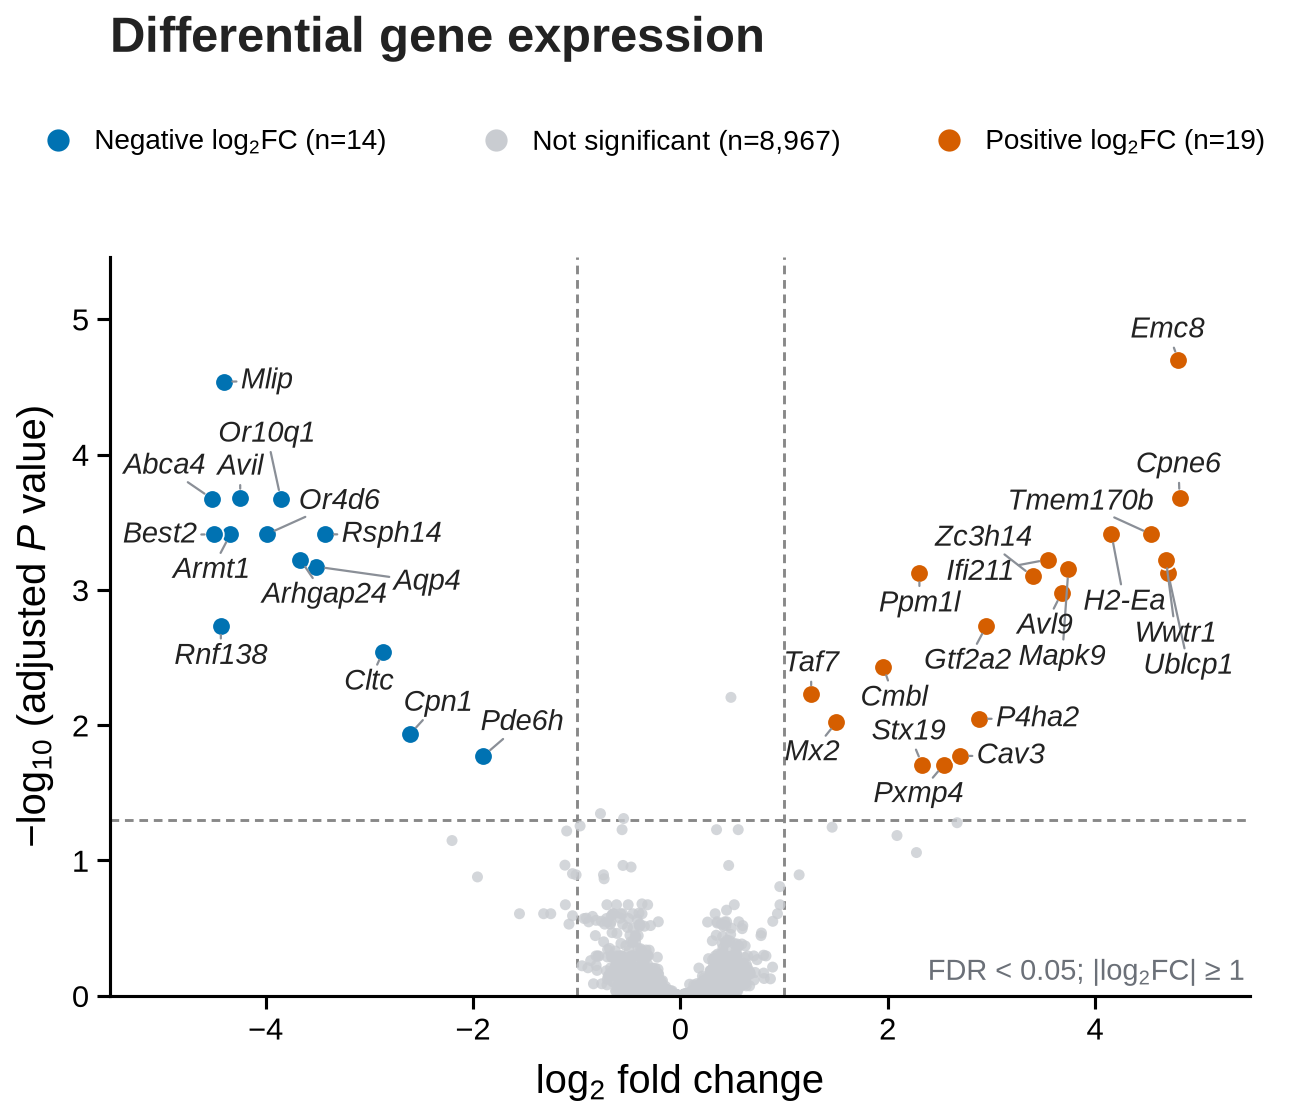 Differential gene expression
Negative log₂FC (n=14)
Not significant (n=8,967)
Positive log₂FC (n=19)
−log₁₀ (adjusted P value)
5
4
3
2
1
0
Emc8
Mlip
Or10q1
Abca4
Avil
Cpne6
Or4d6
Tmem170b
Best2
Rsph14
Zc3h14
Armt1
Ifi211
Arhgap24
Aqp4
Ppm1l
H2-Ea
Avl9
Wwtr1
Rnf138
Taf7
Gtf2a2
Mapk9
Ublcp1
Cltc
Cmbl
Cpn1
Pde6h
Stx19
P4ha2
Mx2
Cav3
Pxmp4
FDR < 0.05; |log₂FC| ≥ 1
−4
−2
0
2
4
log₂ fold change